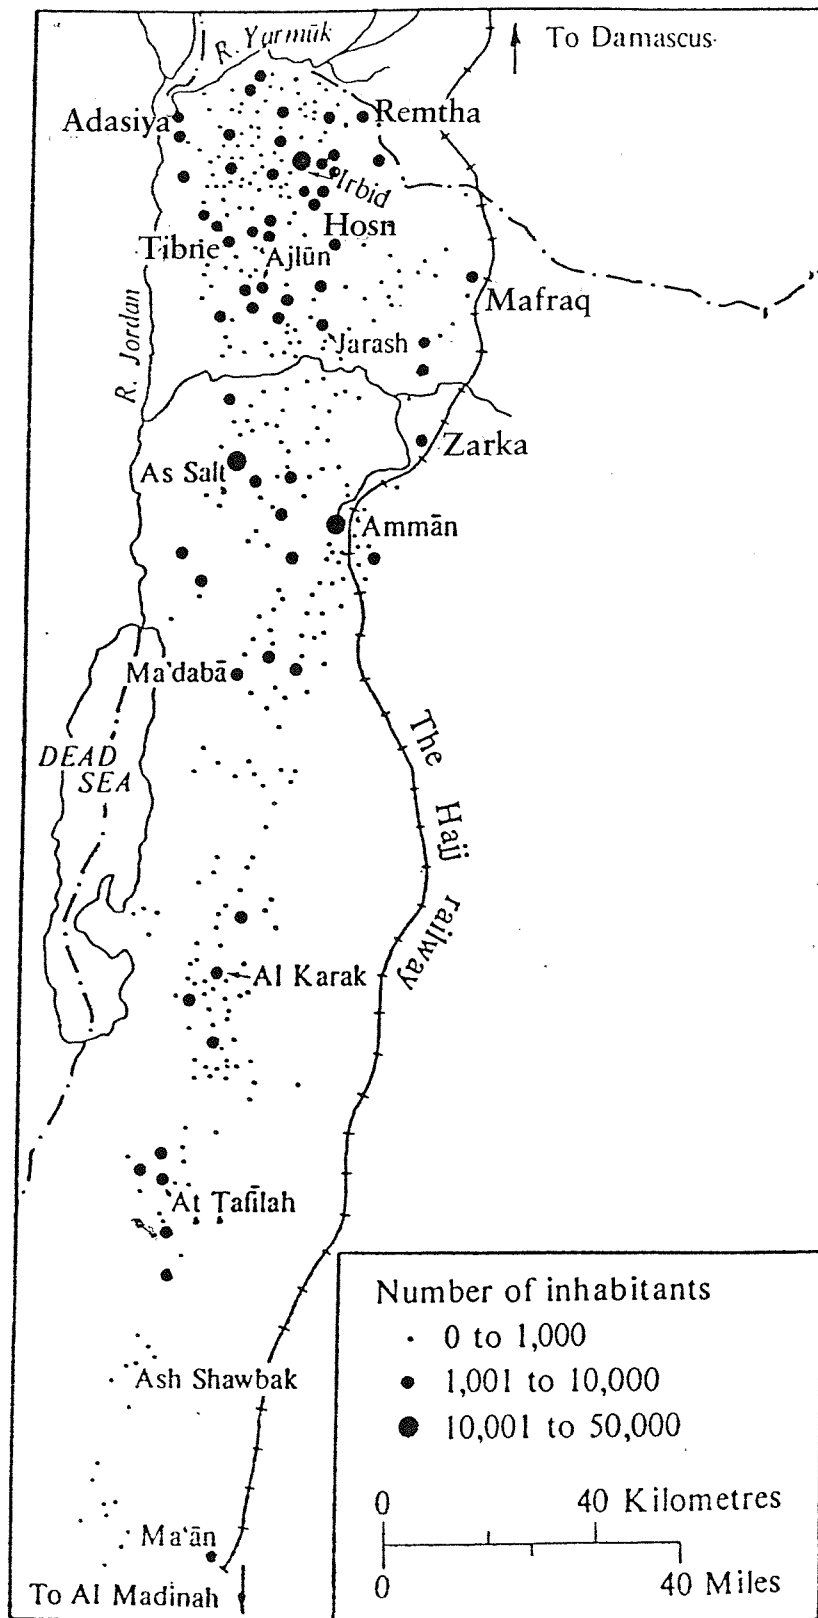 R. Yarmūk
To Damascus
Adasiya
Remtha
Irbid
Hosn
Tibne
Ajlūn
Mafraq
R. Jordan
Jarash
Zarka
As Salt
Ammān
Ma'dabā
The Hajj railway
DEAD
SEA
Al Karak
At Tafīlah
Ash Shawbak
Ma'ān
To Al Madinah
Number of inhabitants
0 to 1,000
1,001 to 10,000
10,001 to 50,000
0 40 Kilometres
0 40 Miles